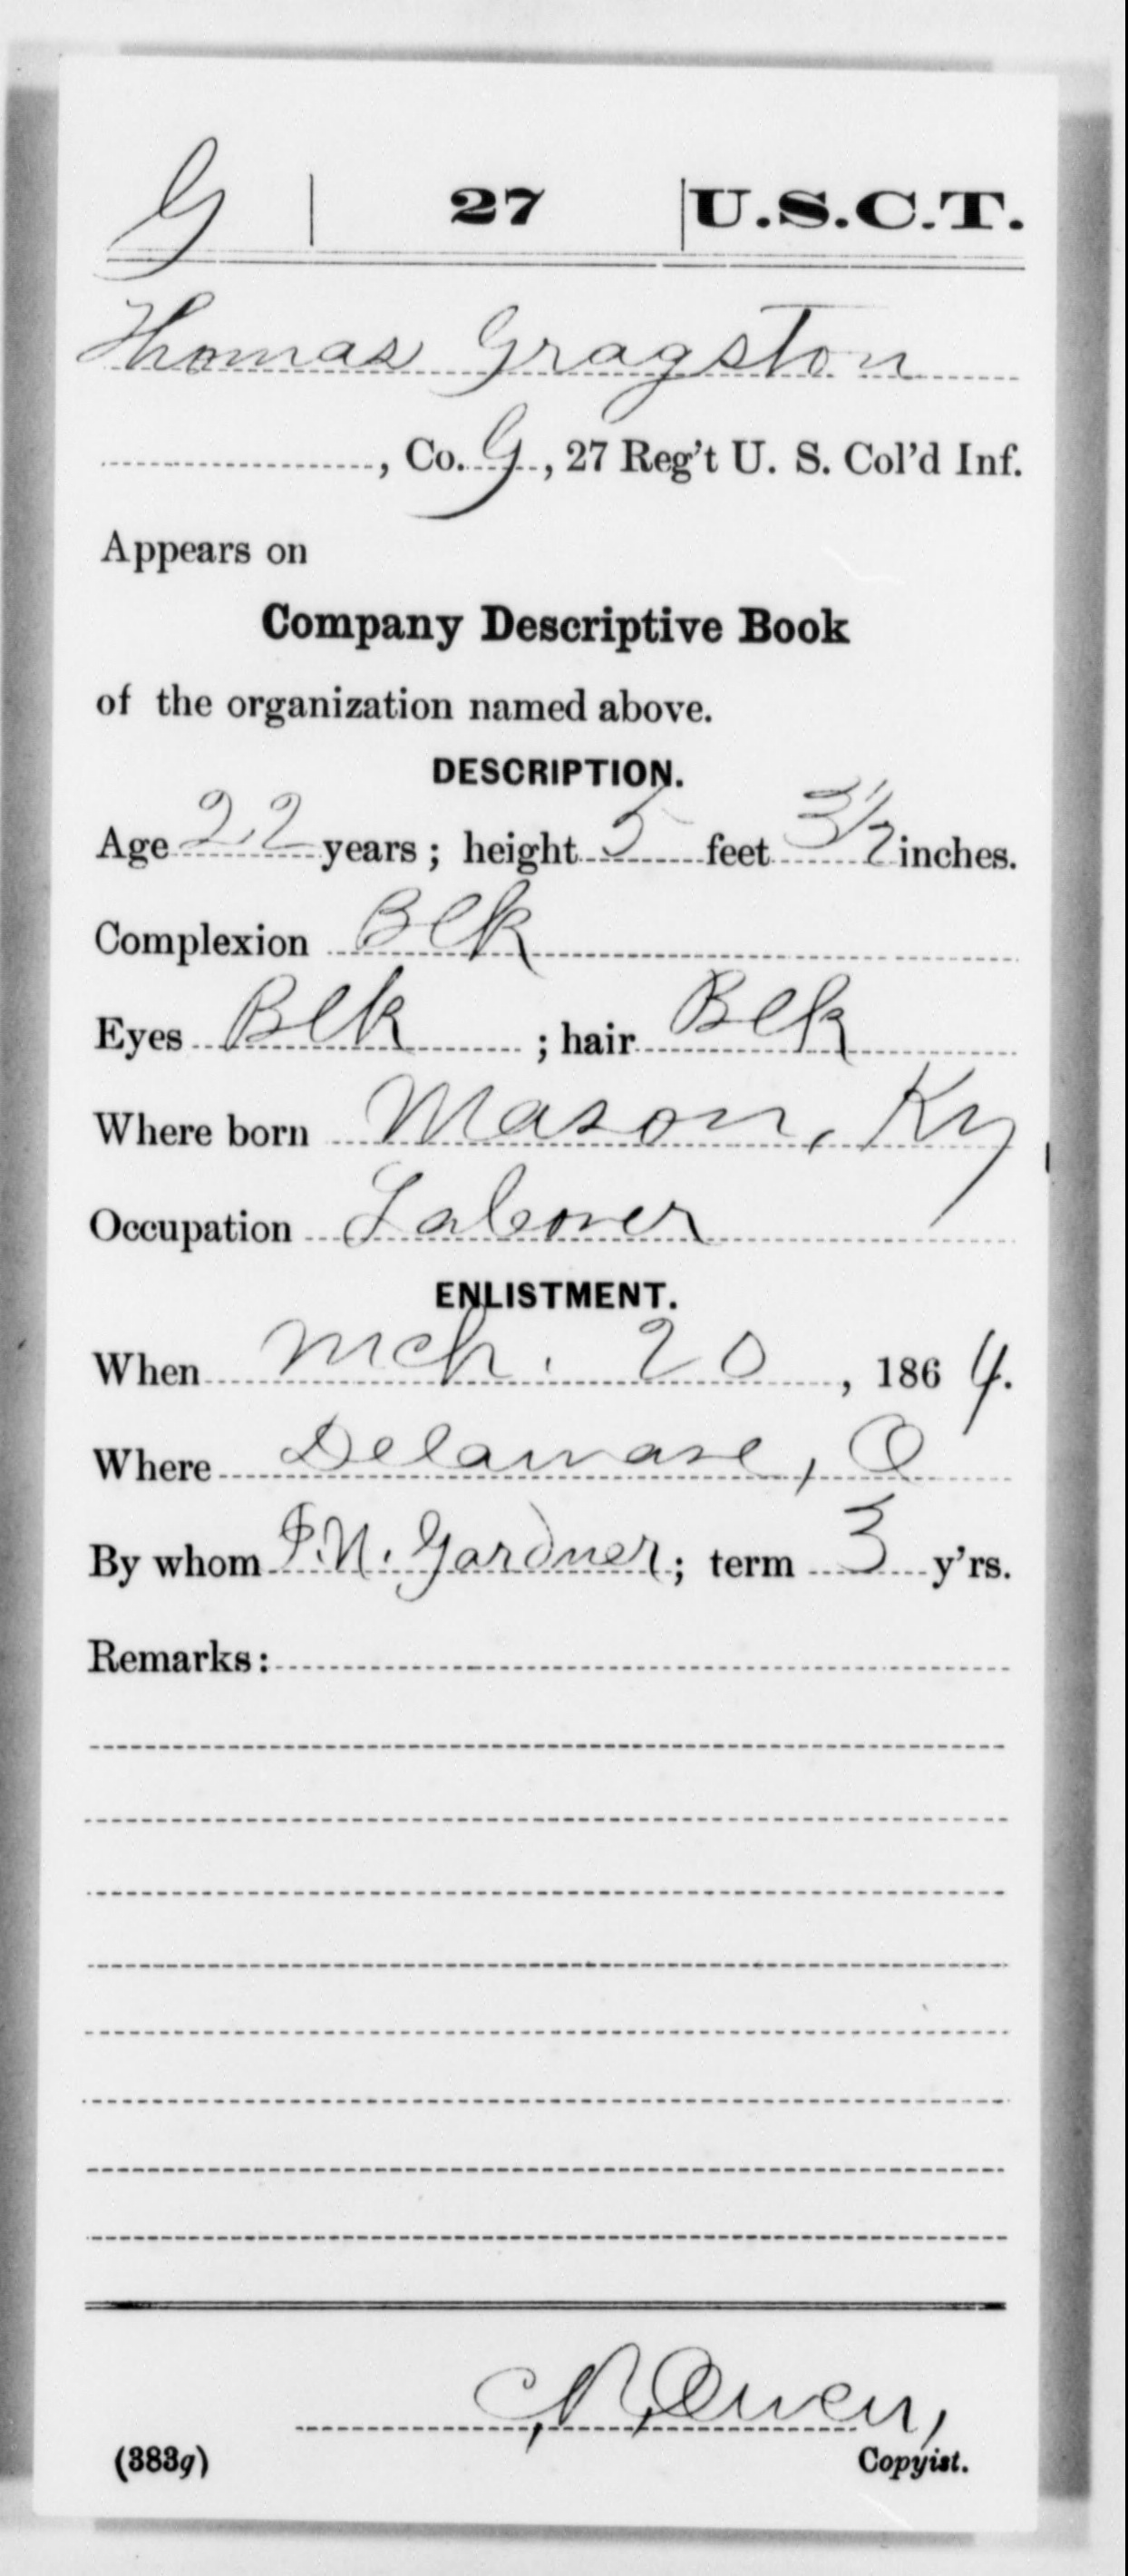 G | 27 | U.S.C.T.
Thomas Gragston
, Co. G, 27 Reg't U. S. Col'd Inf.
Appears on
Company Descriptive Book
of the organization named above.
DESCRIPTION.
Age 22 years; height 5 feet 3 1/2 inches.
Complexion Blk
Eyes Blk ; hair Blk
Where born Mason, Ky
Occupation Laborer
ENLISTMENT.
When Mch. 20, 1864.
Where Delaware, O
By whom P.N. Gardner; term 3 y'rs.
Remarks:
Owen,
(383g) Copyist.